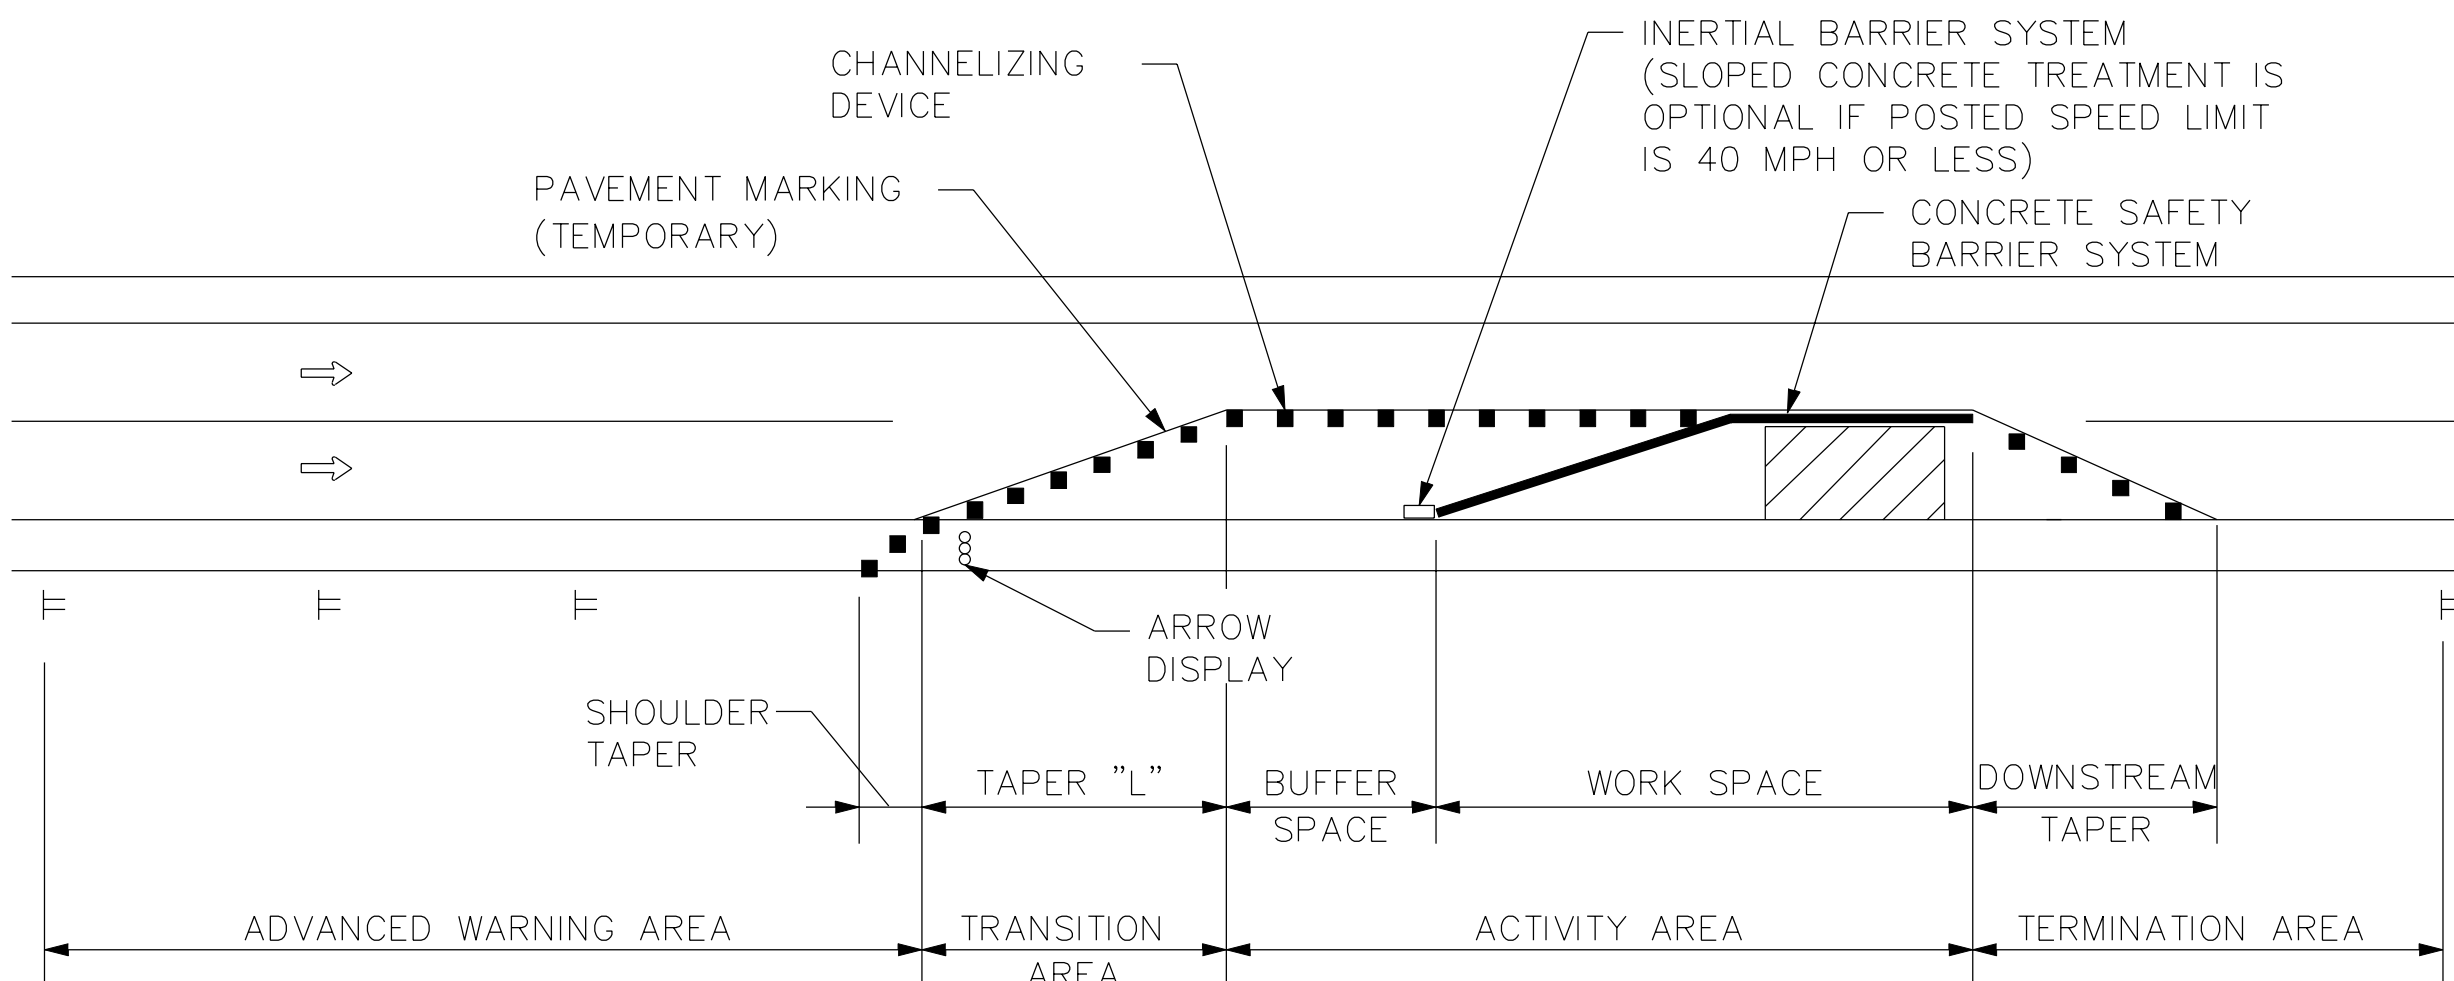 INERTIAL BARRIER SYSTEM
(SLOPED CONCRETE TREATMENT IS
OPTIONAL IF POSTED SPEED LIMIT
IS 40 MPH OR LESS)
CHANNELIZING
DEVICE
PAVEMENT MARKING
(TEMPORARY)
CONCRETE SAFETY
BARRIER SYSTEM
ARROW
DISPLAY
SHOULDER
TAPER
TAPER ”L”
BUFFER
SPACE
WORK SPACE
DOWNSTREAM
TAPER
ADVANCED WARNING AREA
TRANSITION
AREA
ACTIVITY AREA
TERMINATION AREA